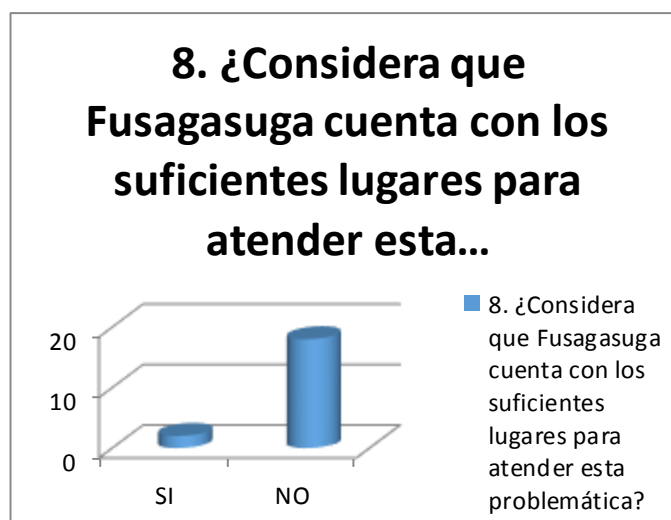 8. ¿Considera que
Fusagasuga cuenta con los
suficientes lugares para
atender esta...
20
10
0
SI
NO
8. ¿Considera
que Fusagasuga
cuenta con los
suficientes
lugares para
atender esta
problemática?